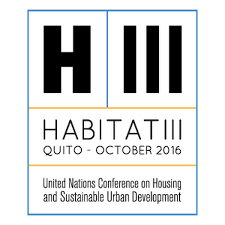 H III
HABITAT III
QUITO - OCTOBER 2016
United Nations Conference on Housing
and Sustainable Urban Development